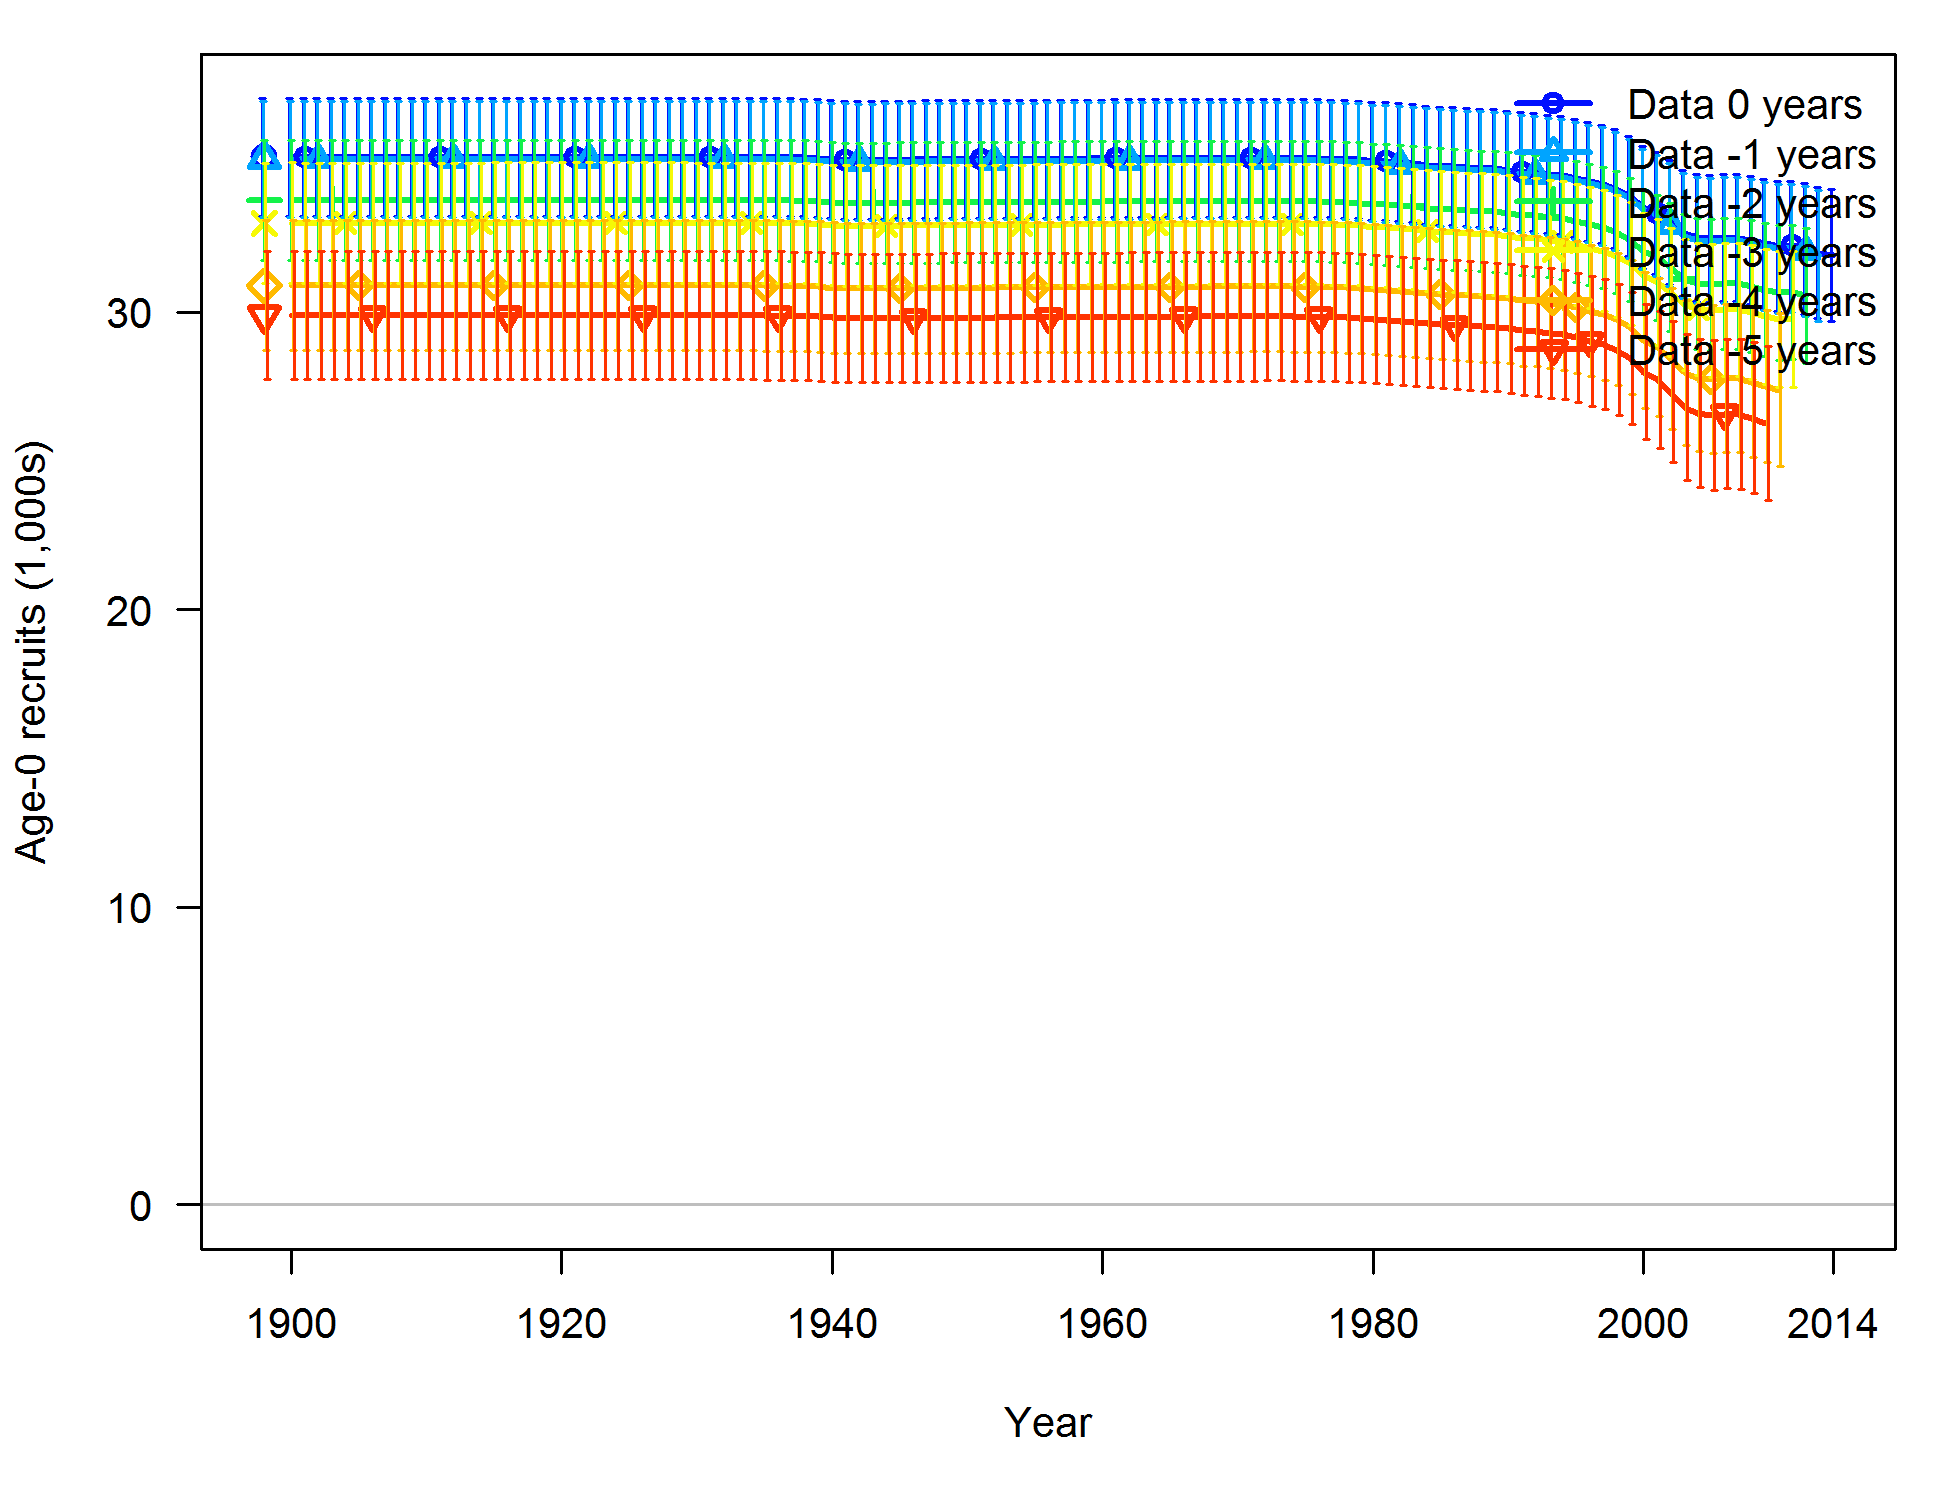 Data 0 years
Data -1 years
Data -2 years
Data -3 years
Data -4 years
Data -5 years
Age-0 recruits (1,000s)
30
20
10
0
1900 1920 1940 1960 1980 2000 2014
Year